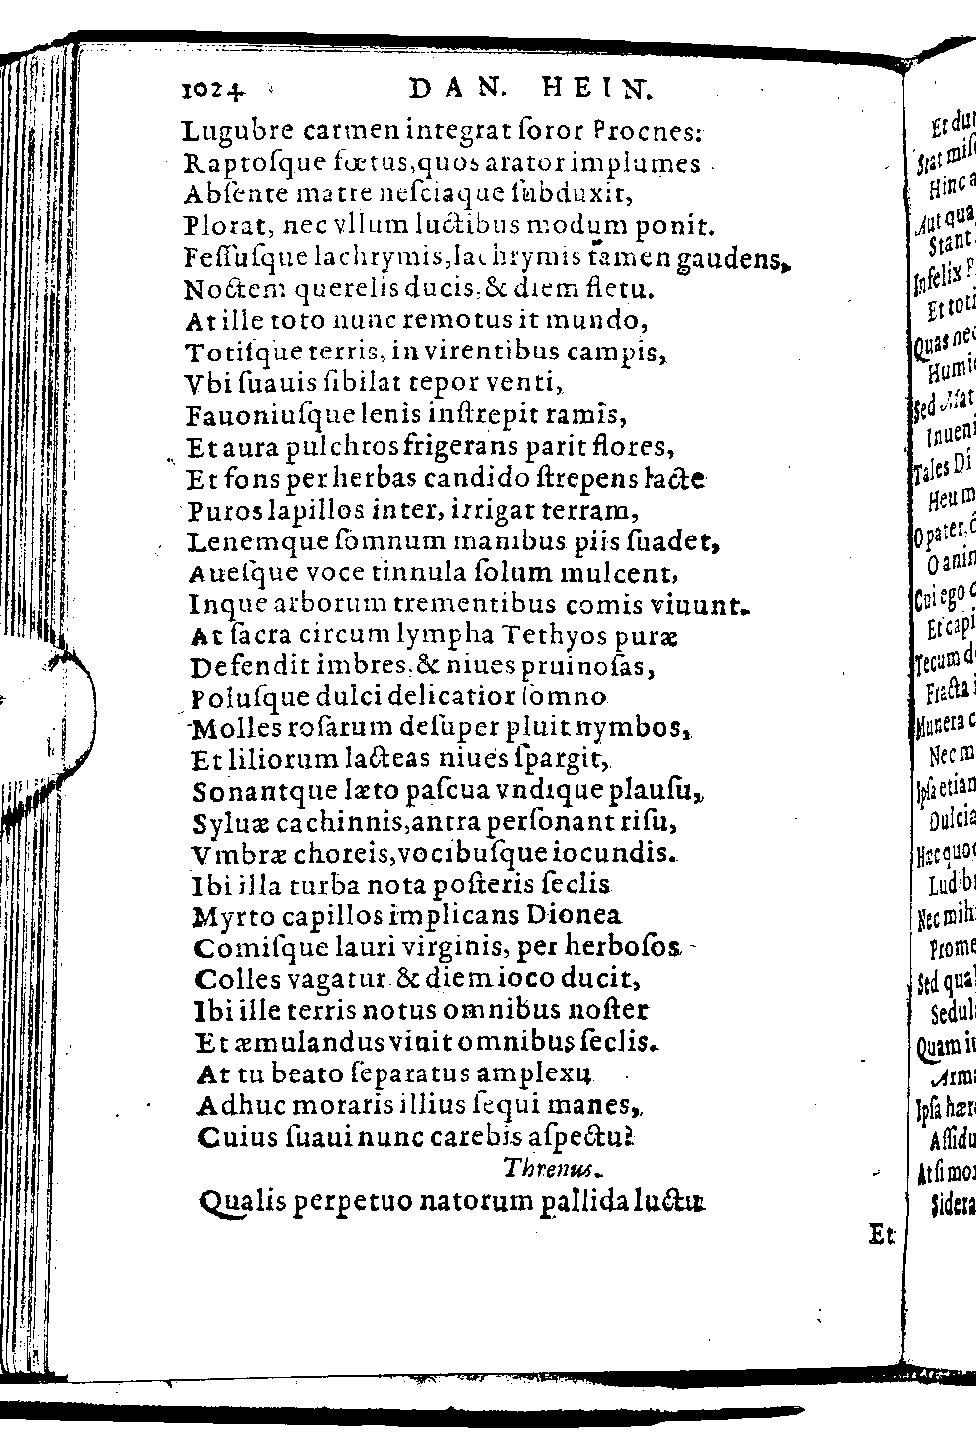 1024 DAN. HEIN.
Lugubre carmen integrat ſoror Procnes:
Raptoſque fœtus, quos arator implumes
Abſente matre neſciaque ſubduxit,
Plorat, nec vllum luctibus modum ponit.
Feſſuſque lachrymis, lachrymis tamen gaudens,
Noctem querelis ducis, & diem fletu.
At ille toto nunc remotus it mundo,
Totiſque terris, in virentibus campis,
Vbi ſuauis ſibilat tepor venti,
Fauoniuſque lenis inſtrepit ramis,
Et aura pulchros frigerans parit flores,
Et fons per herbas candido ſtrepens lacte
Puros lapillos inter, irrigat terram,
Lenemque ſomnum manibus piis ſuadet,
Aueſque voce tinnula ſolum mulcent,
Inque arborum trementibus comis viuunt.
At ſacra circum lympha Tethyos puræ
Defendit imbres, & niues pruinoſas,
Poluſque dulci delicatior ſomno
Molles roſarum deſuper pluit nymbos,
Et liliorum lacteas niues ſpargit,
Sonantque læto paſcua vndique plauſu,
Syluæ cachinnis, antra perſonant riſu,
Vmbræ choreis, vocibuſque iocundis.
Ibi illa turba nota poſteris ſeclis
Myrto capillos implicans Dionea
Comiſque lauri virginis, per herboſos
Colles vagatur & diem ioco ducit,
Ibi ille terris notus omnibus noſter
Et æmulandus viuit omnibus ſeclis.
At tu beato ſeparatus amplexu
Adhuc moraris illius ſequi manes,
Cuius ſuaui nunc carebis aſpectu?
Threnus.
Qualis perpetuo natorum pallida luctu
Et
Et du
Stat miſ
Hinc a
Aut qua
Stant
Infelix P
Et toti
Quas nec
Humi
Sed Mat
Inueni
Tales Di
Heu m
O pater,
O anim
Cui ego c
Et capi
Tecum d
Fracta i
Munera c
Nec m
Ipſa etian
Dulcia
Hæc quoq
Ludib
Nec mihi
Prome
Sed qual
Sedul
Quam iu
Arma
Ipſa hær
Aſſidu
At ſi mo
Sidera